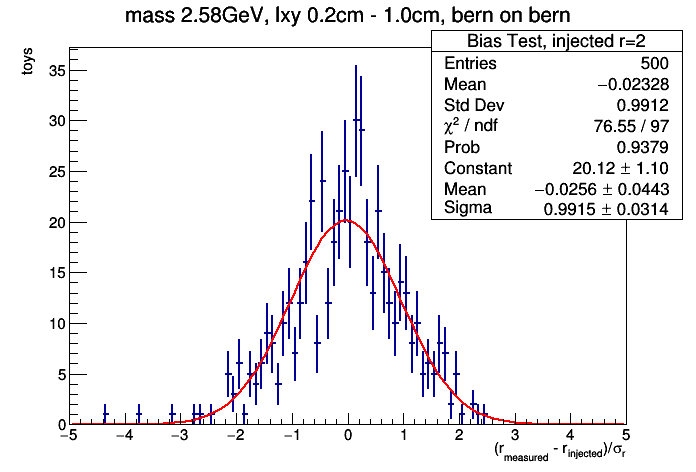 mass 2.58GeV, lxy 0.2cm - 1.0cm, bern on bern
toys
Bias Test, injected r=2
Entries 500
Mean −0.02328
Std Dev 0.9912
χ² / ndf 76.55 / 97
Prob 0.9379
Constant 20.12 ± 1.10
Mean −0.0256 ± 0.0443
Sigma 0.9915 ± 0.0314
35
30
25
20
15
10
5
0
−5 −4 −3 −2 −1 0 1 2 3 4 5
(r_measured - r_injected)/σ_r